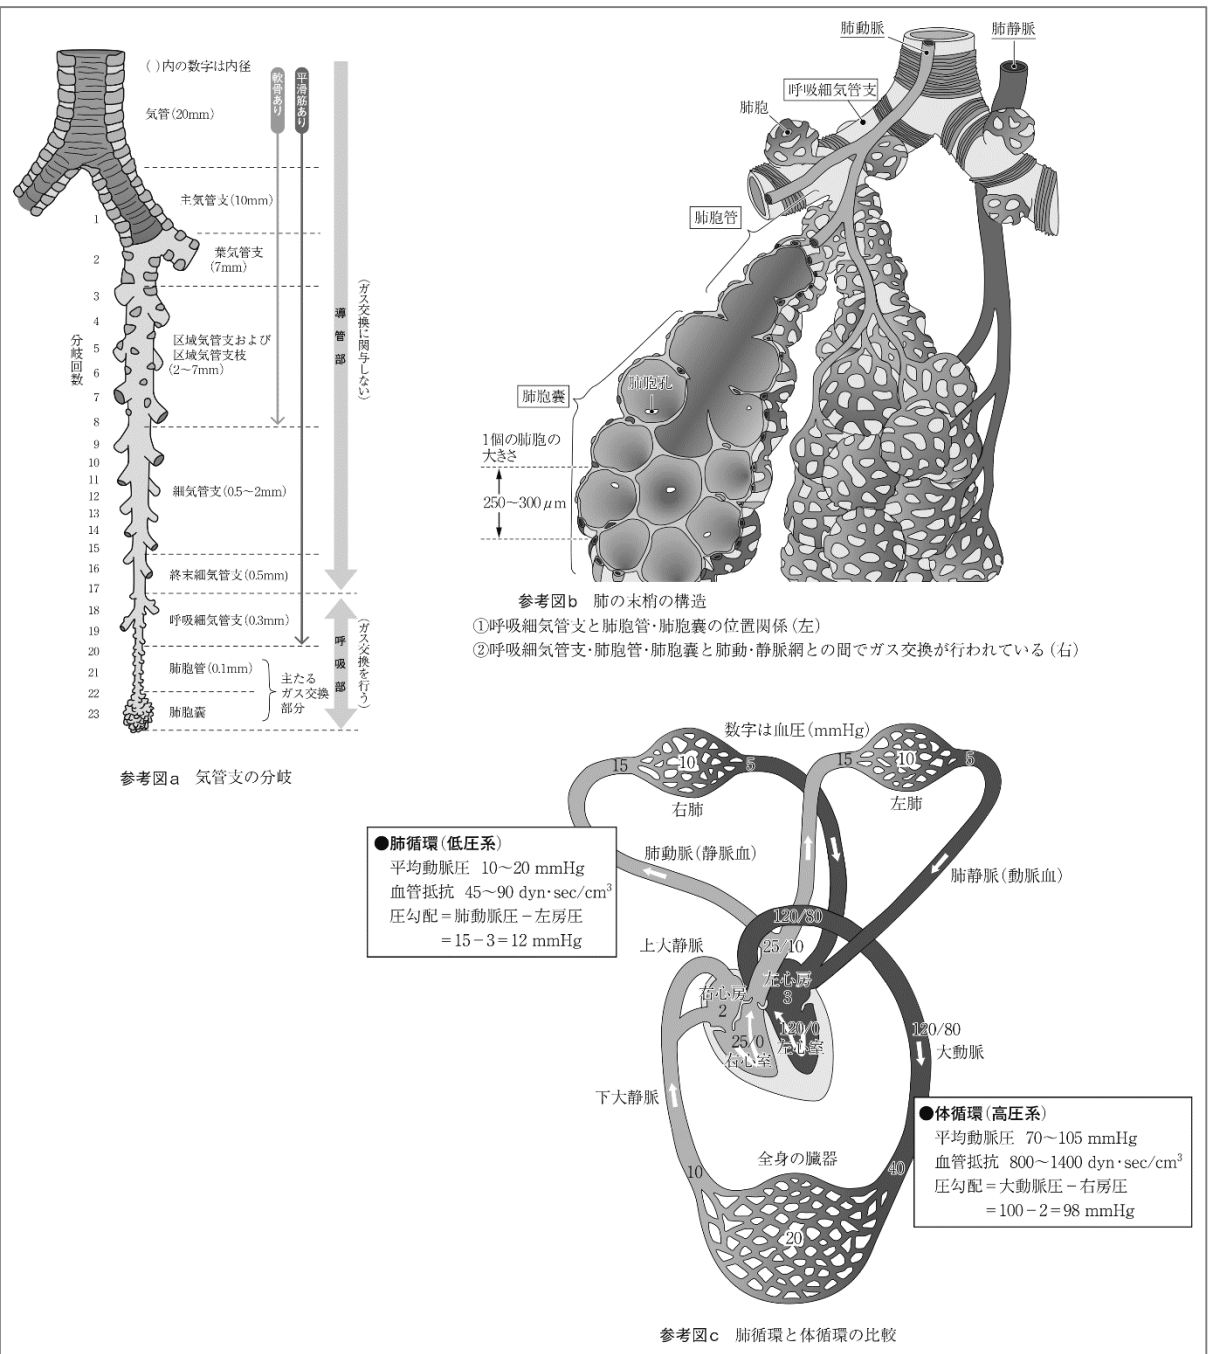 ( )内の数字は内径
軟骨あり
平滑筋あり
気管(20mm)
主気管支(10mm)
葉気管支
(7mm)
区域気管支および
区域気管支枝
(2～7mm)
細気管支(0.5～2mm)
終末細気管支(0.5mm)
呼吸細気管支(0.3mm)
肺胞管(0.1mm)
肺胞嚢
主たる
ガス交換
部分
分岐回数
1
2
3
4
5
6
7
8
9
10
11
12
13
14
15
16
17
18
19
20
21
22
23
導管部
(ガス交換に関与しない)
呼吸部
(ガス交換を行う)
参考図a 気管支の分岐
肺動脈
肺静脈
呼吸細気管支
肺胞
肺胞管
肺胞孔
肺胞嚢
1個の肺胞の
大きさ
250～300μm
参考図b 肺の末梢の構造
①呼吸細気管支と肺胞管・肺胞嚢の位置関係(左)
②呼吸細気管支・肺胞管・肺胞嚢と肺動・静脈網との間でガス交換が行われている(右)
数字は血圧(mmHg)
15
10
5
右肺
15
10
5
左肺
●肺循環(低圧系)
平均動脈圧 10～20 mmHg
血管抵抗 45～90 dyn・sec/cm³
圧勾配＝肺動脈圧－左房圧
＝15－3＝12 mmHg
肺動脈(静脈血)
肺静脈(動脈血)
120/80
25/10
上大静脈
左心房
3
右心房
2
25/0
右心室
120/0
左心室
120/80
大動脈
下大静脈
●体循環(高圧系)
平均動脈圧 70～105 mmHg
血管抵抗 800～1400 dyn・sec/cm³
圧勾配＝大動脈圧－右房圧
＝100－2＝98 mmHg
全身の臓器
10
40
20
参考図c 肺循環と体循環の比較